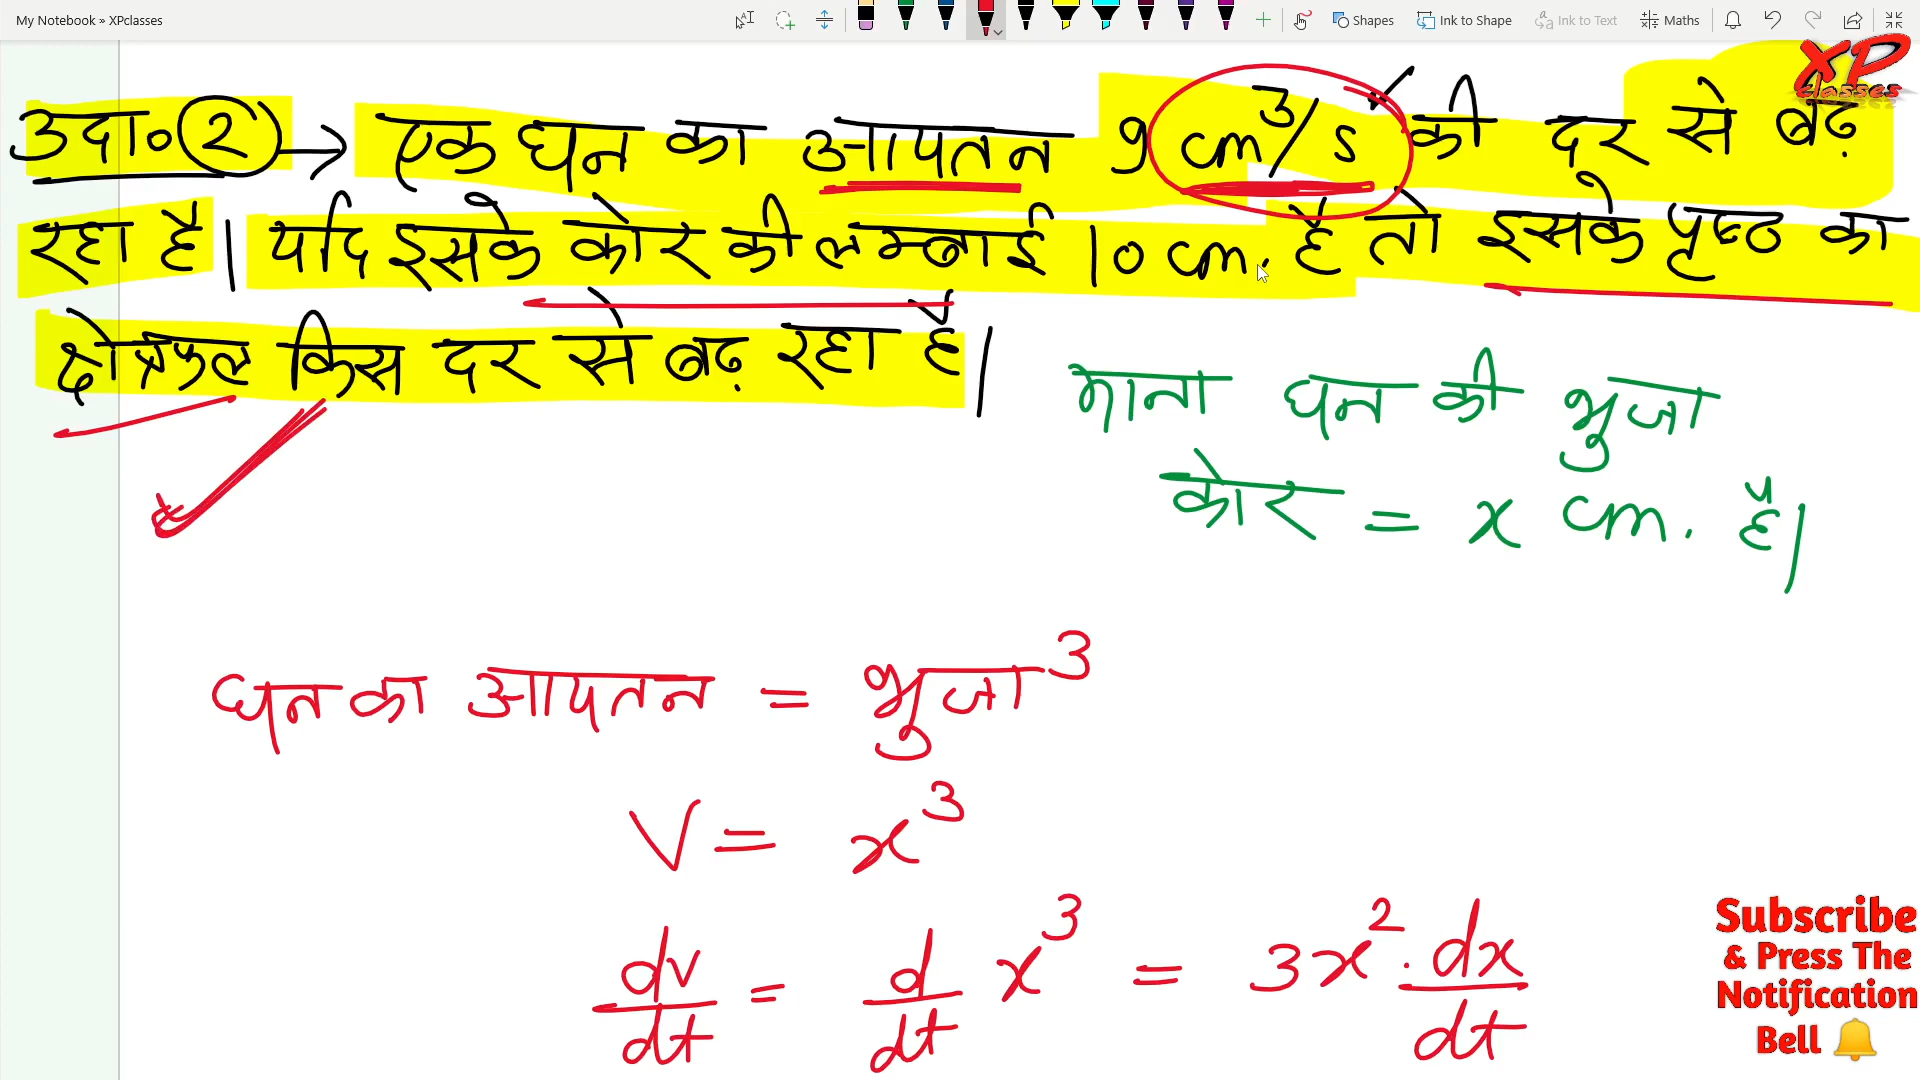 My Notebook » XPclasses
Shapes Ink to Shape Ink to Text Maths
XP
classes
उदा० (2) → एक घन का आयतन 9 cm³/s की दर से बढ़
रहा है। यदि इसके कोर की लम्बाई 10 cm. है तो इसके पृष्ठ का
क्षेत्रफल किस दर से बढ़ रहा है।
माना घन की भुजा
कोर = x cm. है।
घन का आयतन = भुजा³
V = x³
dv/dt = d/dt x³ = 3x² . dx/dt
Subscribe
& Press The
Notification
Bell